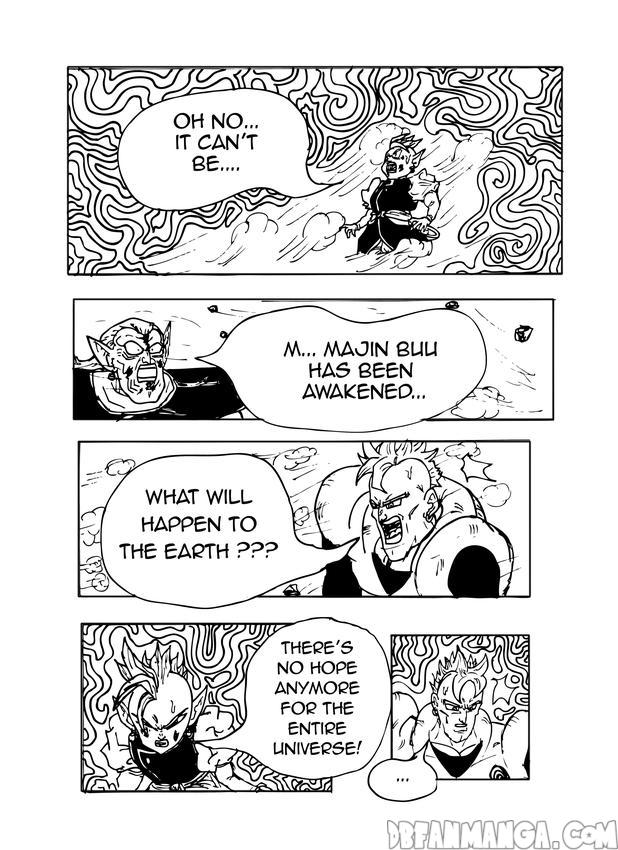 OH NO...
IT CAN'T
BE....
M... MAJIN BUU
HAS BEEN
AWAKENED...
WHAT WILL
HAPPEN TO
THE EARTH ???
THERE'S
NO HOPE
ANYMORE
FOR THE
ENTIRE
UNIVERSE!
...
DBFANMANGA.COM